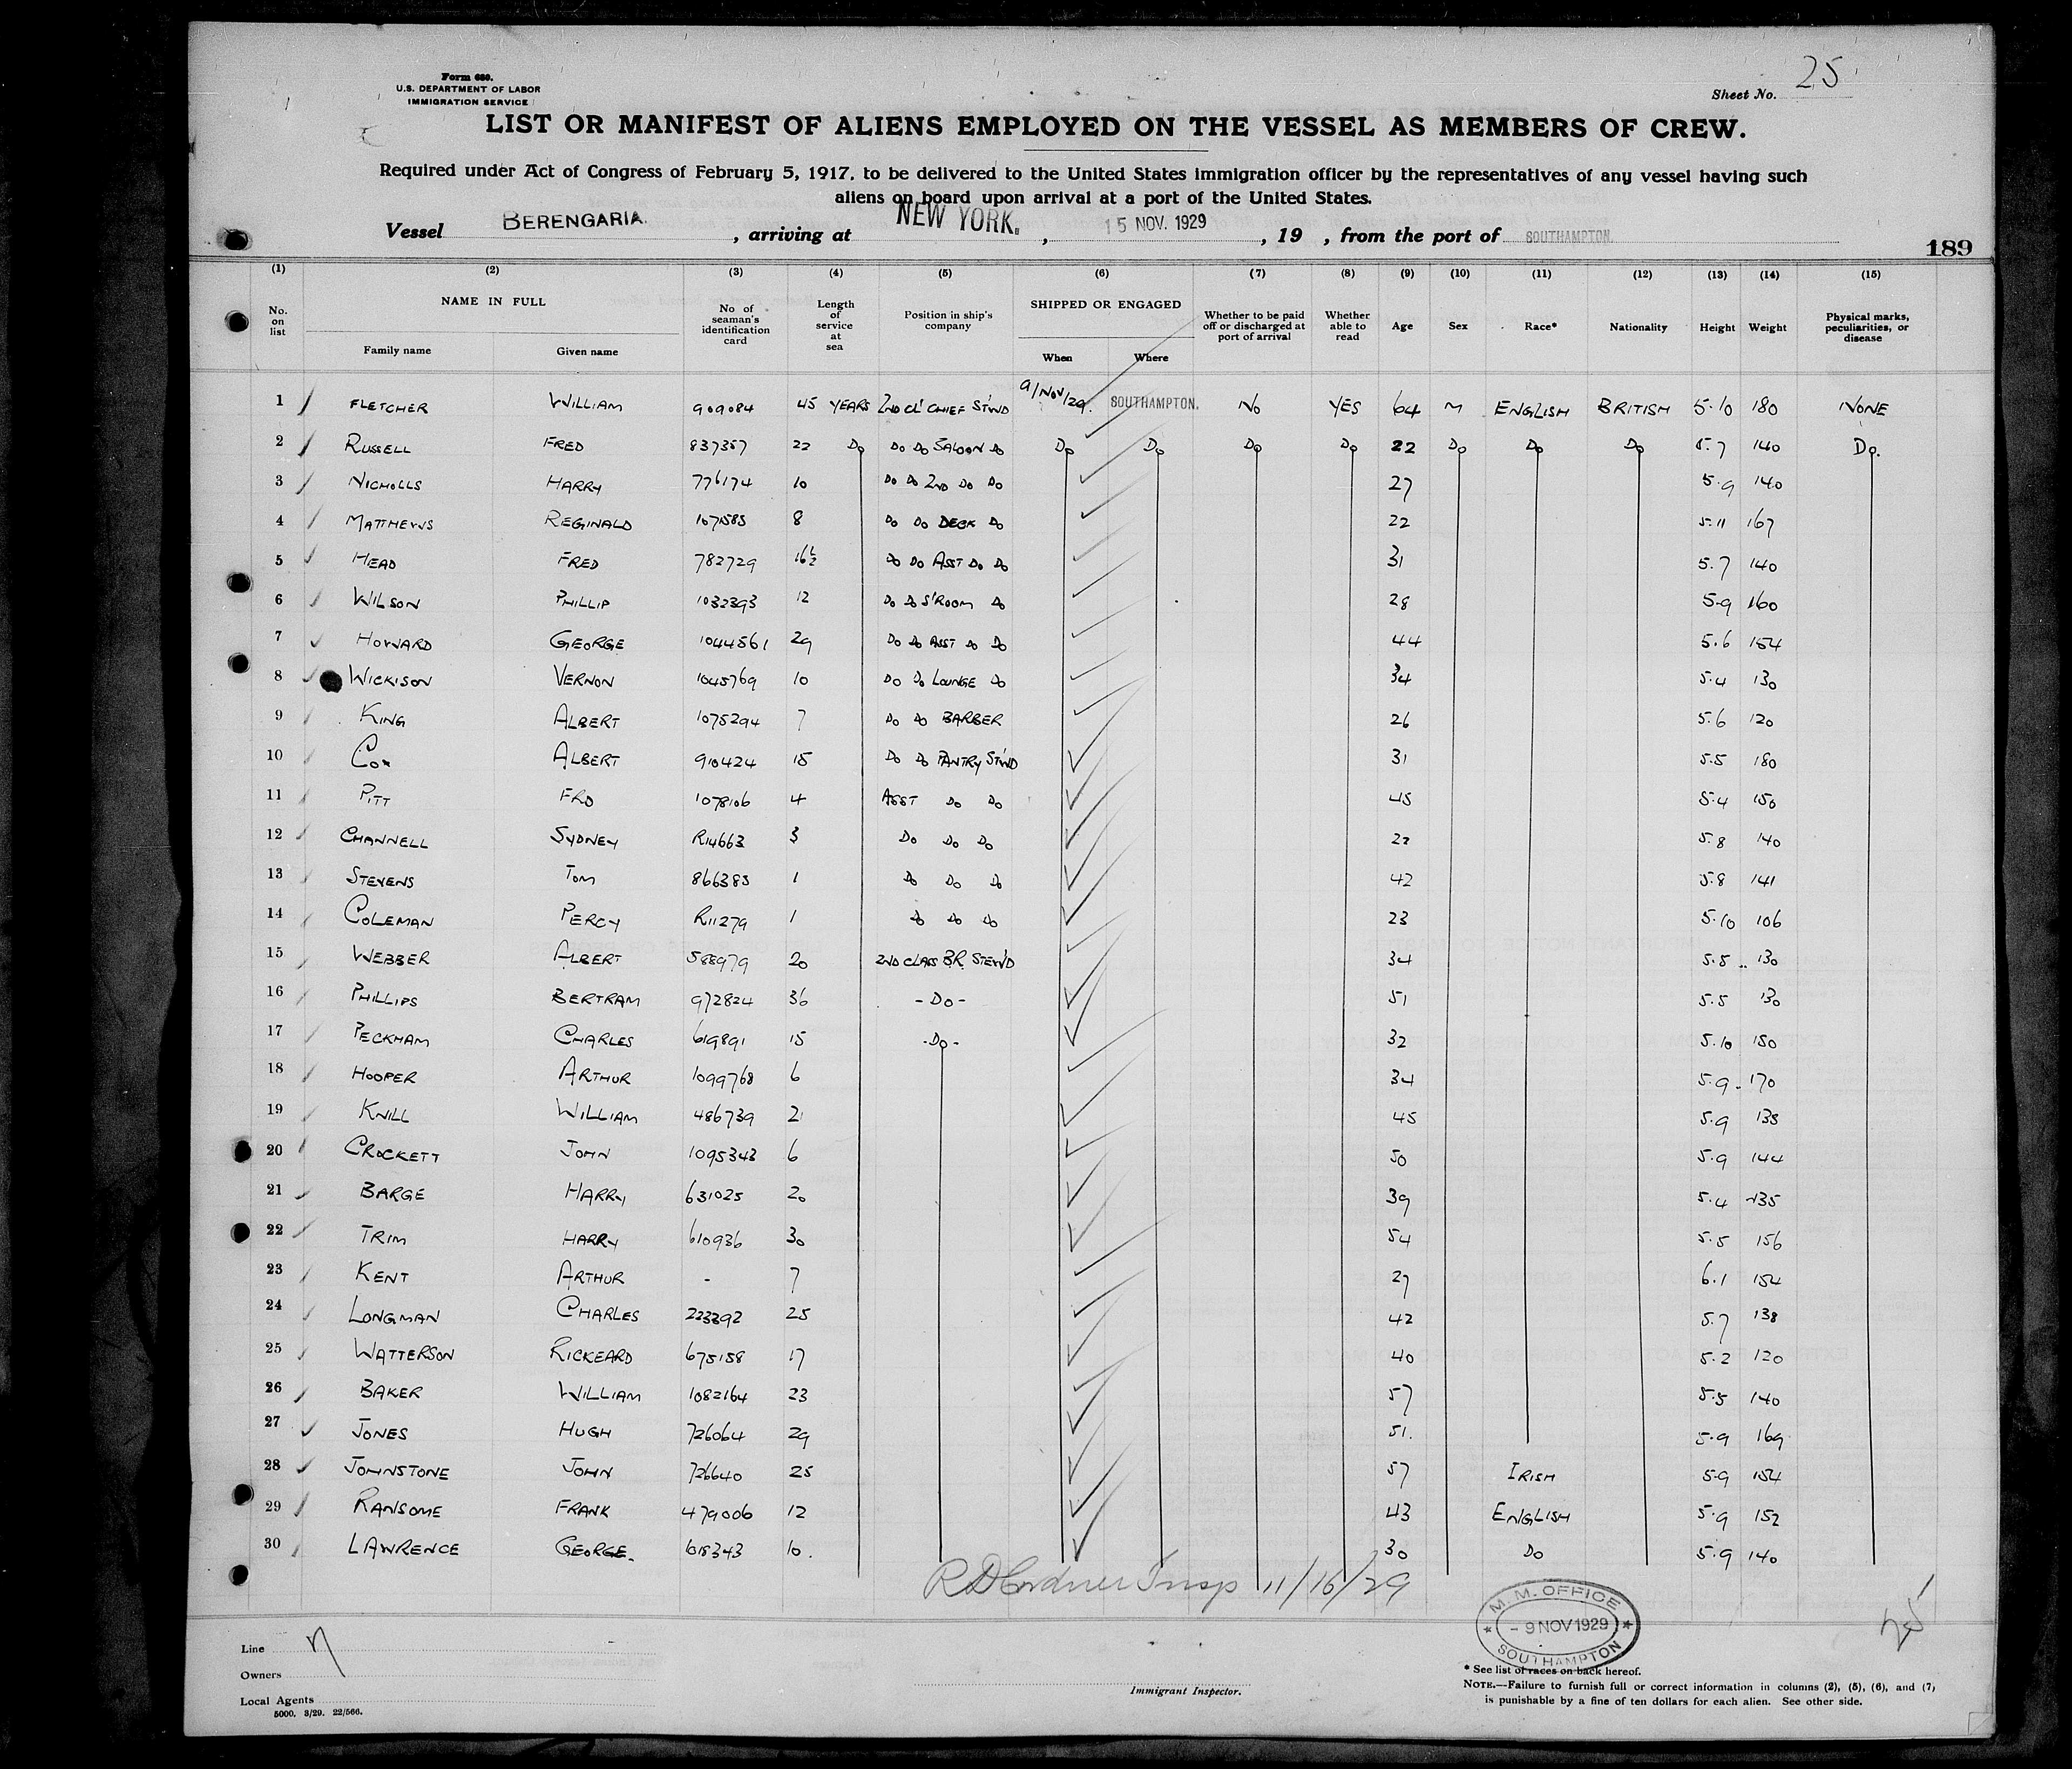 Form 680.
U.S. DEPARTMENT OF LABOR
IMMIGRATION SERVICE
Sheet No. 25
LIST OR MANIFEST OF ALIENS EMPLOYED ON THE VESSEL AS MEMBERS OF CREW.
Required under Act of Congress of February 5, 1917, to be delivered to the United States immigration officer by the representatives of any vessel having such
aliens on board upon arrival at a port of the United States.
Vessel BERENGARIA. , arriving at NEW YORK. , 15 NOV. 1929 , 19 , from the port of SOUTHAMPTON.
189
(1) (2) (3) (4) (5) (6) (7) (8) (9) (10) (11) (12) (13) (14) (15)
No. on list NAME IN FULL Family name Given name No of seaman's identification card Length of service at sea Position in ship's company SHIPPED OR ENGAGED When Where Whether to be paid off or discharged at port of arrival Whether able to read Age Sex Race* Nationality Height Weight Physical marks, peculiarities, or disease
1 FLETCHER WILLIAM 909084 45 YEARS 2ND CL' CHIEF ST'WD 9/NOV/29. SOUTHAMPTON. NO YES 64 M ENGLISH BRITISH 5.10 180 NONE
2 RUSSELL FRED 837357 22 DO DO DO SALOON DO DO DO DO DO 22 DO DO DO 5.7 140 DO.
3 NICHOLLS HARRY 776174 10 DO DO 2ND DO DO 27 5.9 140
4 MATTHEWS REGINALD 1071585 8 DO DO DECK DO 22 5.11 167
5 HEAD FRED 782729 16½ DO DO ASST DO DO 31 5.7 140
6 WILSON PHILLIP 1032393 12 DO DO S'ROOM DO 28 5.9 160
7 HOWARD GEORGE 1044561 29 DO DO ASST DO DO 44 5.6 154
8 WICKISON VERNON 1045769 10 DO DO LOUNGE DO 34 5.4 130
9 KING ALBERT 1075294 7 DO DO BARBER 26 5.6 120
10 COX ALBERT 910424 15 DO DO PANTRY ST'WD 31 5.5 180
11 PITT FRD 1078106 4 ASST DO DO 45 5.4 150
12 CHANNELL SYDNEY R14663 3 DO DO DO 22 5.8 140
13 STEVENS TOM 866385 1 DO DO DO 42 5.8 141
14 COLEMAN PERCY R11279 1 DO DO DO 23 5.10 106
15 WEBBER ALBERT 588979 20 2ND CLASS B.R. STEW'D 34 5.5 130
16 PHILLIPS BERTRAM 972824 36 -DO- 51 5.5 130
17 PECKHAM CHARLES 619891 15 -DO- 32 5.10 150
18 HOOPER ARTHUR 1099768 6 34 5.9 170
19 KNILL WILLIAM 486739 21 45 5.9 138
20 CROCKETT JOHN 1095343 6 50 5.9 144
21 BARGE HARRY 631025 20 39 5.4 135
22 TRIM HARRY 610936 30 54 5.5 156
23 KENT ARTHUR - 7 27 6.1 154
24 LONGMAN CHARLES 223392 25 42 5.7 138
25 WATTERSON RICKEARD 675158 17 40 5.2 120
26 BAKER WILLIAM 1082164 23 57 5.5 140
27 JONES HUGH 726064 29 51. 5.9 169
28 JOHNSTONE JOHN 726640 25 57 IRISH 5.9 154
29 RANSOME FRANK 479006 12 43 ENGLISH 5.9 152
30 LAWRENCE GEORGE. 618343 10. 30 DO 5.9 140
Insp 11/16/29
M. M. OFFICE
- 9 NOV 1929
SOUTHAMPTON
Line
Owners
Local Agents
5000, 3/29. 22/566.
Immigrant Inspector.
* See list of races on back hereof.
NOTE.—Failure to furnish full or correct information in columns (2), (5), (6), and (7)
is punishable by a fine of ten dollars for each alien. See other side.